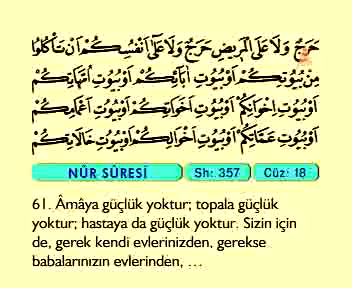 حَرَجٌ وَلَا عَلَى الْمَرِيضِ حَرَجٌ وَلَا عَلٰٓى اَنْفُسِكُمْ اَنْ تَأْكُلُوا
مِنْ بُيُوتِكُمْ اَوْ بُيُوتِ اٰبَٓائِكُمْ اَوْ بُيُوتِ اُمَّهَاتِكُمْ
اَوْ بُيُوتِ اِخْوَانِكُمْ اَوْ بُيُوتِ اَخَوَاتِكُمْ اَوْ بُيُوتِ اَعْمَامِكُمْ
اَوْ بُيُوتِ عَمَّاتِكُمْ اَوْ بُيُوتِ اَخْوَالِكُمْ اَوْ بُيُوتِ خَالَاتِكُمْ
NÛR SÛRESİ Sh: 357 Cüz: 18
61. Âmâya güçlük yoktur; topala güçlük
yoktur; hastaya da güçlük yoktur. Sizin için
de, gerek kendi evlerinizden, gerekse
babalarınızın evlerinden, …